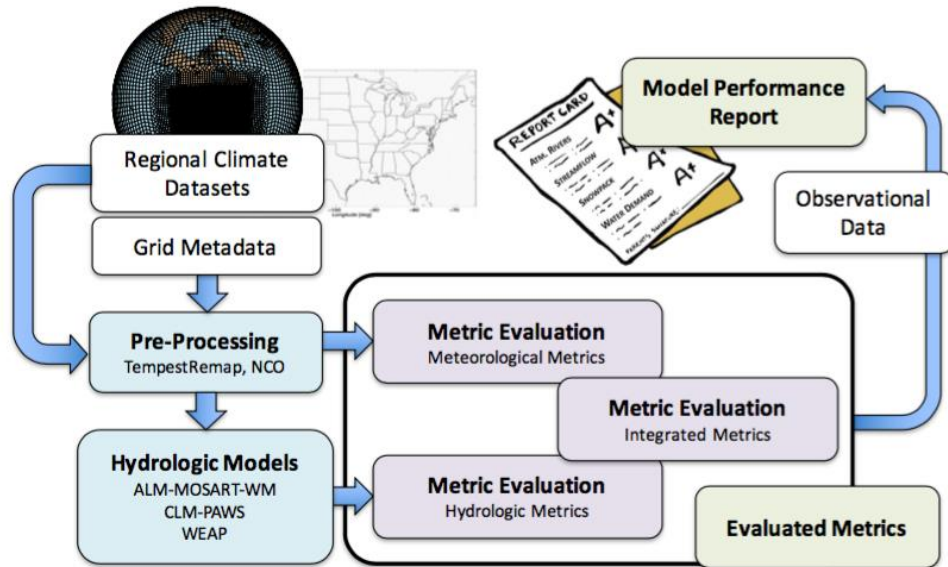 Regional Climate
Datasets
Grid Metadata
Pre-Processing
TempestRemap, NCO
Hydrologic Models
ALM-MOSART-WM
CLM-PAWS
WEAP
REPORT CARD
ATM. RIVERS
A+
STREAMFLOW
A+
SNOWPACK
A+
WATER DEMAND
A+
PARENT'S SIGNATURE:
Model Performance
Report
Observational
Data
Metric Evaluation
Meteorological Metrics
Metric Evaluation
Integrated Metrics
Metric Evaluation
Hydrologic Metrics
Evaluated Metrics